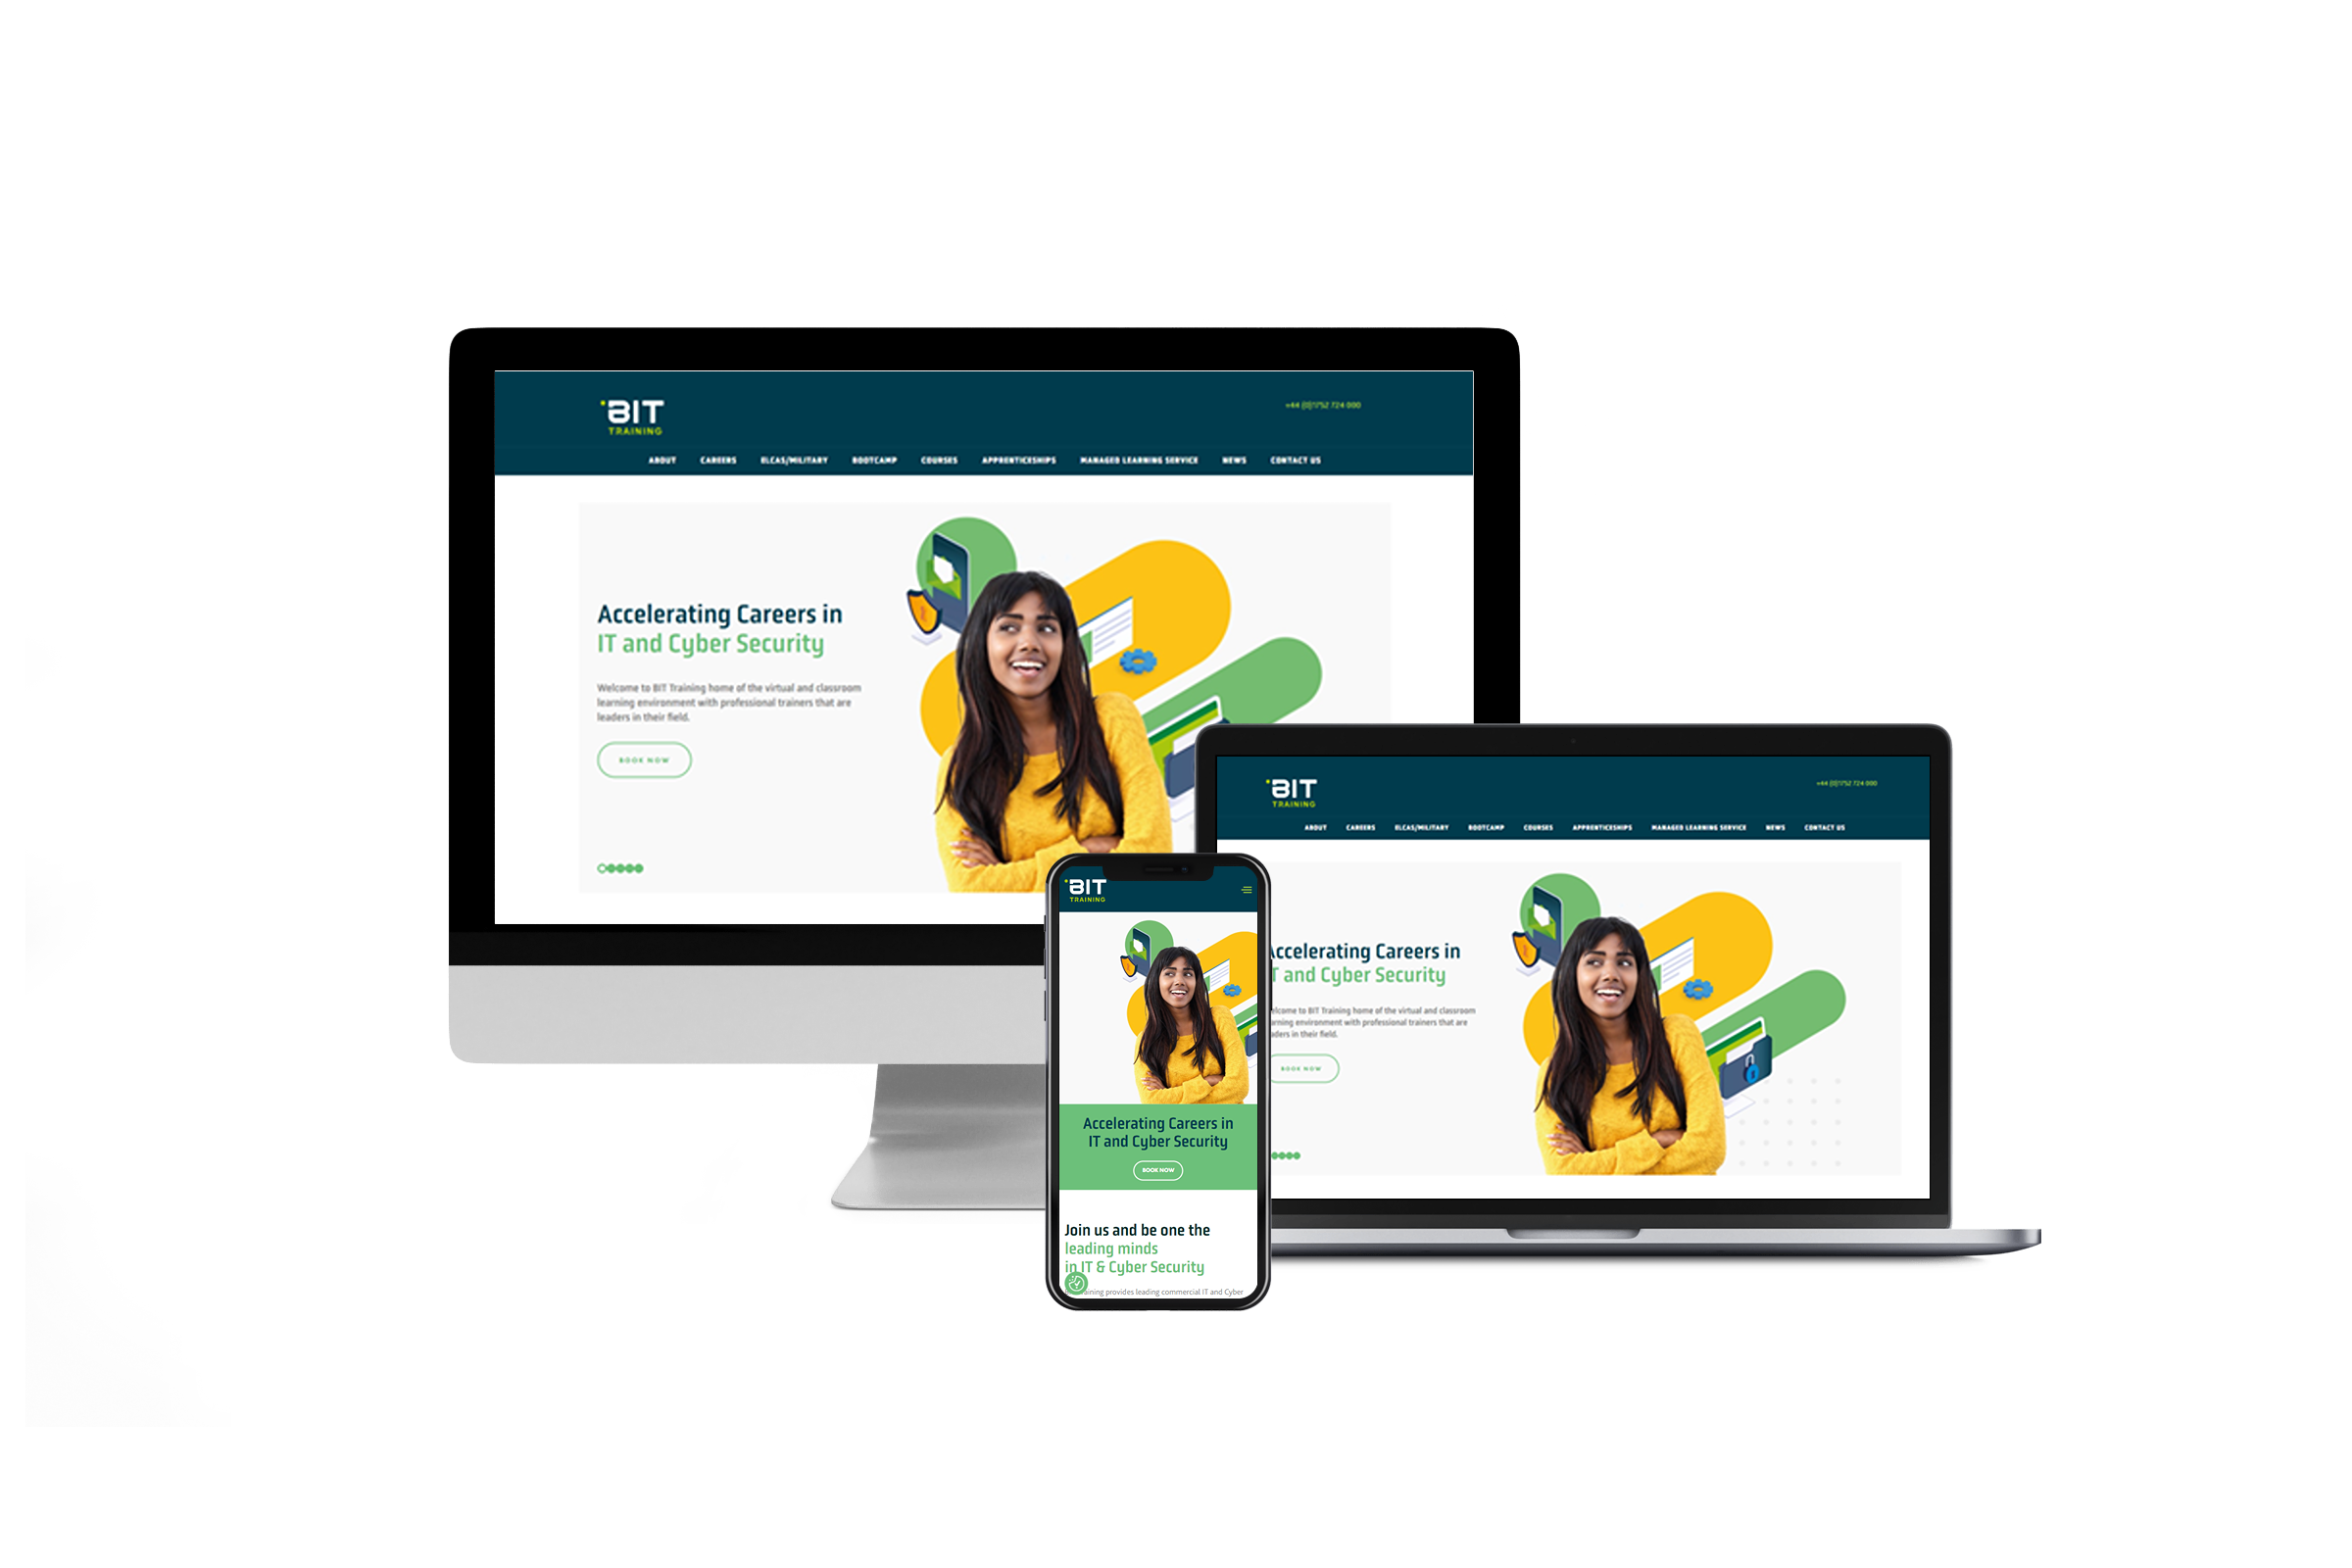 BIT
TRAINING
+44 (0)1752 724 000
ABOUT CAREERS ELCAS/MILITARY BOOTCAMP COURSES APPRENTICESHIPS MANAGED LEARNING SERVICE NEWS CONTACT US
Accelerating Careers in
IT and Cyber Security
Welcome to BIT Training home of the virtual and classroom
learning environment with professional trainers that are
leaders in their field.
BOOK NOW
BIT
TRAINING
+44 (0)1752 724 000
ABOUT CAREERS ELCAS/MILITARY BOOTCAMP COURSES APPRENTICESHIPS MANAGED LEARNING SERVICE NEWS CONTACT US
Accelerating Careers in
T and Cyber Security
elcome to BIT Training home of the virtual and classroom
rning environment with professional trainers that are
aders in their field.
BOOK NOW
BIT
TRAINING
Accelerating Careers in
IT and Cyber Security
BOOK NOW
Join us and be one the
leading minds
in IT & Cyber Security
aining provides leading commercial IT and Cyber